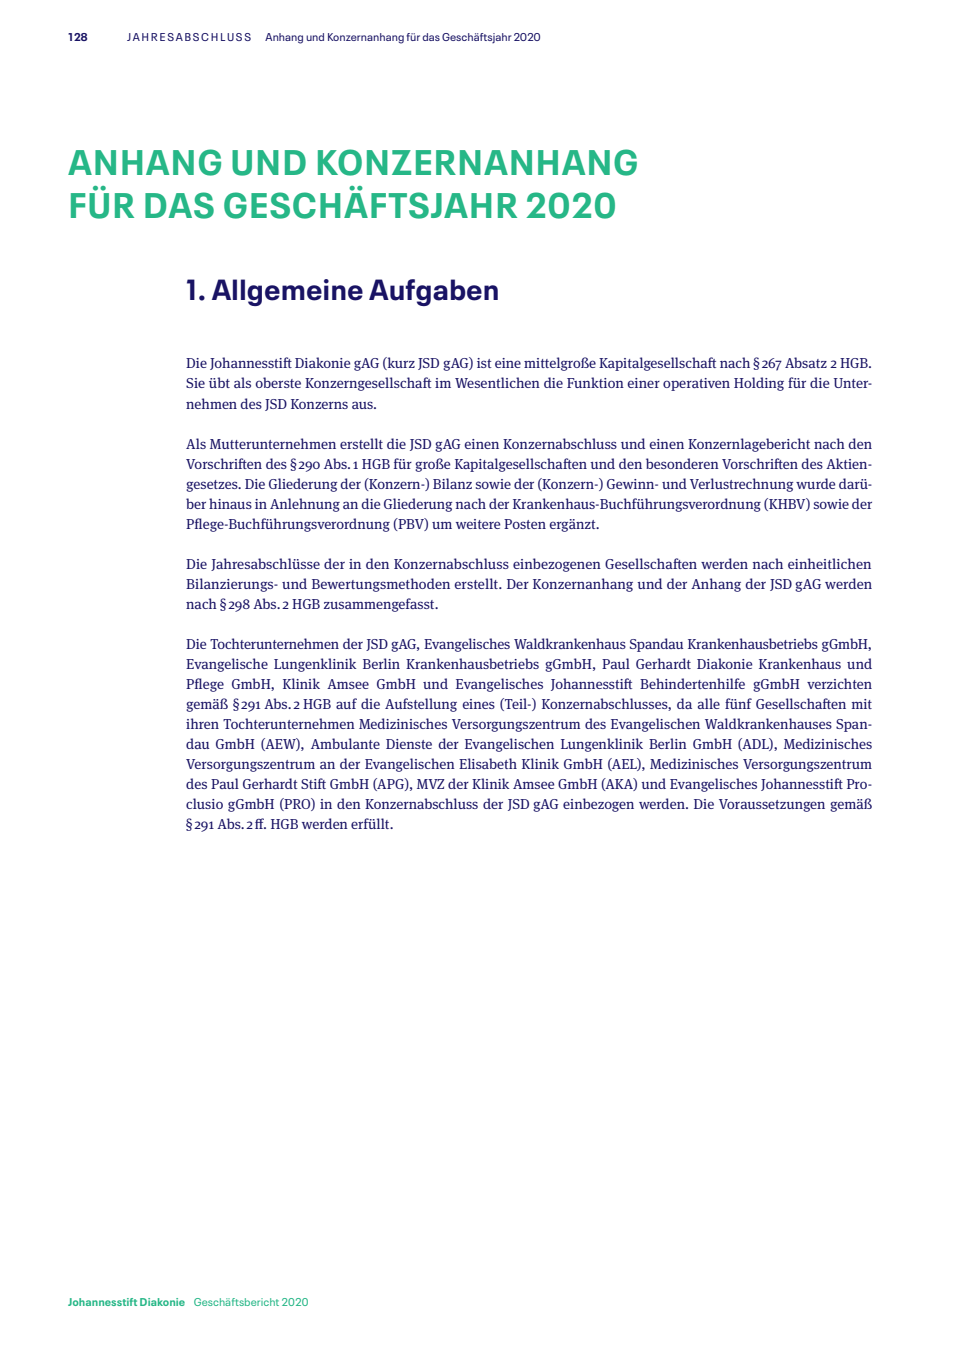 128 JAHRESABSCHLUSS Anhang und Konzernanhang für das Geschäftsjahr 2020
ANHANG UND KONZERNANHANG
FÜR DAS GESCHÄFTSJAHR 2020
1. Allgemeine Aufgaben
Die Johannesstift Diakonie gAG (kurz JSD gAG) ist eine mittelgroße Kapitalgesellschaft nach § 267 Absatz 2 HGB.
Sie übt als oberste Konzerngesellschaft im Wesentlichen die Funktion einer operativen Holding für die Unter-
nehmen des JSD Konzerns aus.
Als Mutterunternehmen erstellt die JSD gAG einen Konzernabschluss und einen Konzernlagebericht nach den
Vorschriften des § 290 Abs. 1 HGB für große Kapitalgesellschaften und den besonderen Vorschriften des Aktien-
gesetzes. Die Gliederung der (Konzern-) Bilanz sowie der (Konzern-) Gewinn- und Verlustrechnung wurde darü-
ber hinaus in Anlehnung an die Gliederung nach der Krankenhaus-Buchführungsverordnung (KHBV) sowie der
Pflege-Buchführungsverordnung (PBV) um weitere Posten ergänzt.
Die Jahresabschlüsse der in den Konzernabschluss einbezogenen Gesellschaften werden nach einheitlichen
Bilanzierungs- und Bewertungsmethoden erstellt. Der Konzernanhang und der Anhang der JSD gAG werden
nach § 298 Abs. 2 HGB zusammengefasst.
Die Tochterunternehmen der JSD gAG, Evangelisches Waldkrankenhaus Spandau Krankenhausbetriebs gGmbH,
Evangelische Lungenklinik Berlin Krankenhausbetriebs gGmbH, Paul Gerhardt Diakonie Krankenhaus und
Pflege GmbH, Klinik Amsee GmbH und Evangelisches Johannesstift Behindertenhilfe gGmbH verzichten
gemäß § 291 Abs. 2 HGB auf die Aufstellung eines (Teil-) Konzernabschlusses, da alle fünf Gesellschaften mit
ihren Tochterunternehmen Medizinisches Versorgungszentrum des Evangelischen Waldkrankenhauses Span-
dau GmbH (AEW), Ambulante Dienste der Evangelischen Lungenklinik Berlin GmbH (ADL), Medizinisches
Versorgungszentrum an der Evangelischen Elisabeth Klinik GmbH (AEL), Medizinisches Versorgungszentrum
des Paul Gerhardt Stift GmbH (APG), MVZ der Klinik Amsee GmbH (AKA) und Evangelisches Johannesstift Pro-
clusio gGmbH (PRO) in den Konzernabschluss der JSD gAG einbezogen werden. Die Voraussetzungen gemäß
§ 291 Abs. 2 ff. HGB werden erfüllt.
Johannesstift Diakonie Geschäftsbericht 2020